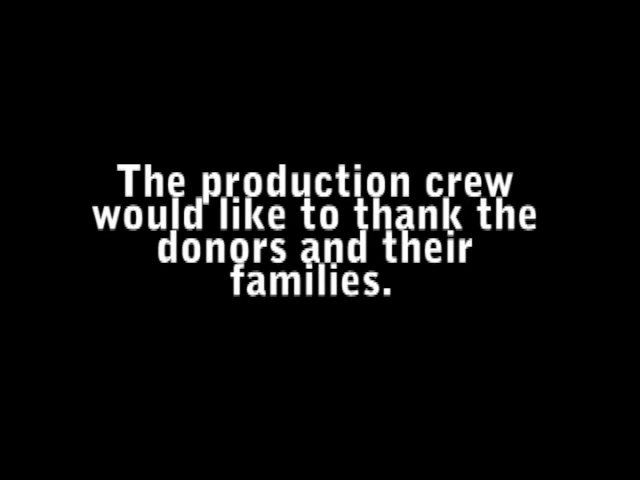 The production crew
would like to thank the
donors and their
families.